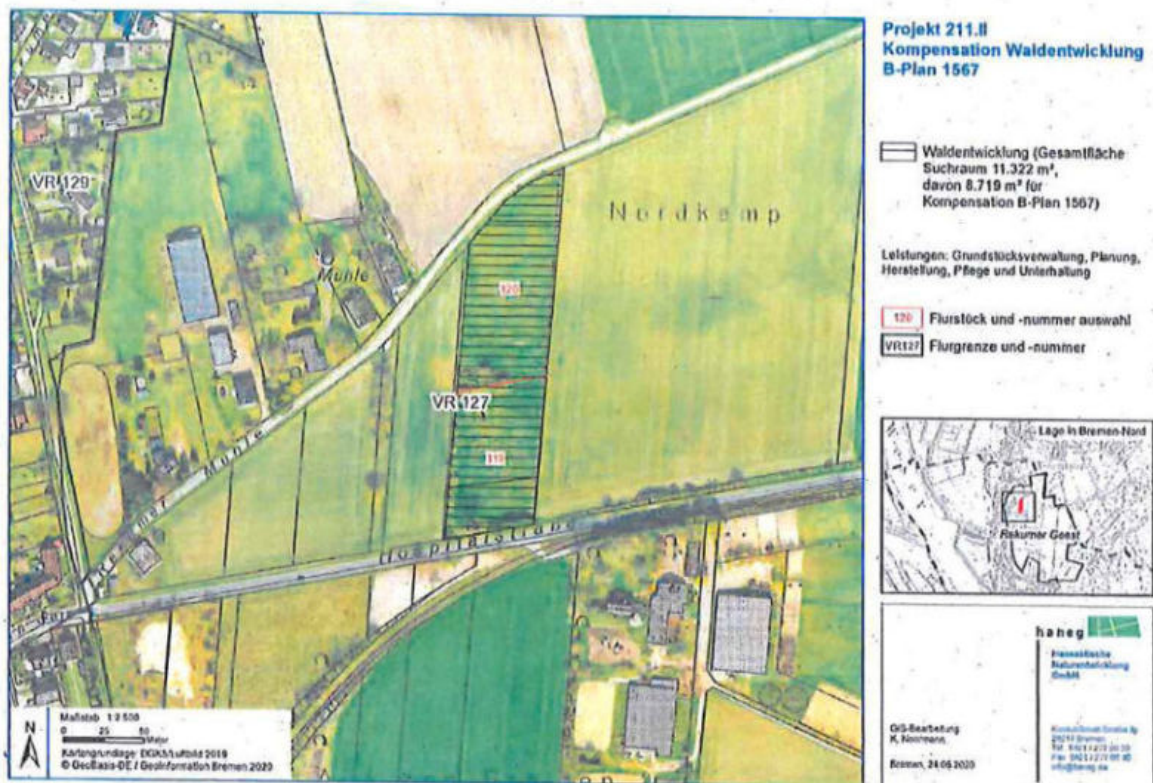 Projekt 211.II
Kompensation Waldentwicklung
B-Plan 1567
Waldentwicklung (Gesamtfläche
Suchraum 11.322 m²,
davon 8.719 m² für
Kompensation B-Plan 1567)
Leistungen: Grundstücksverwaltung, Planung,
Herstellung, Pflege und Unterhaltung
120 Flurstück und -nummer auswahl
VR127 Flurgrenze und -nummer
VR 129
Nordkemp
Mühle
120
VR 127
119
Mühle
Hospitalstraße
Lage in Bremen-Nord
Rekumer Geest
haneg
Hanseatische
Naturentwicklung
GmbH
GIS-Bearbeitung
Bremen, 24.06.2020
N
Maßstab 1:2500
0 25 50
Meter
Kartengrundlage: DGK5/Luftbild 2019
© GeoBasis-DE / Geoinformation Bremen 2020